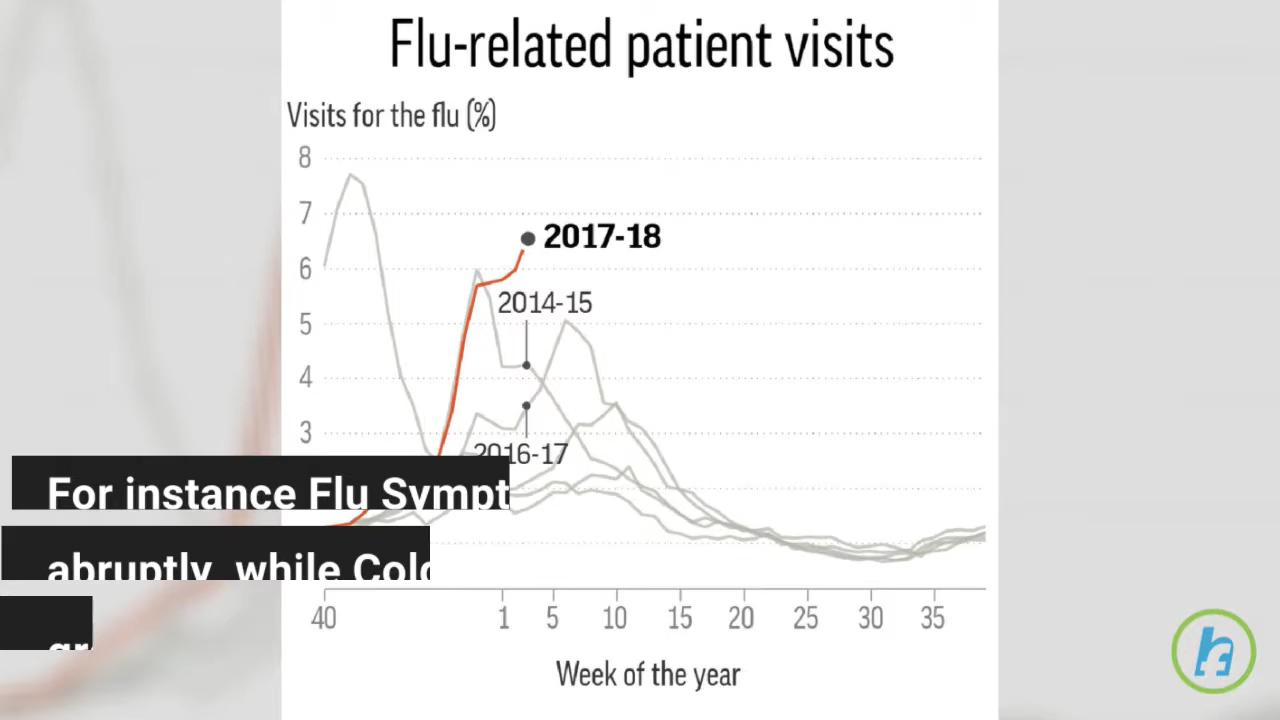 Flu-related patient visits
Visits for the flu (%)
8
7
2017-18
6
2014-15
5
4
3
2016-17
For instance Flu Sympt
abruptly, while Colc
gr
40 1 5 10 15 20 25 30 35
Week of the year